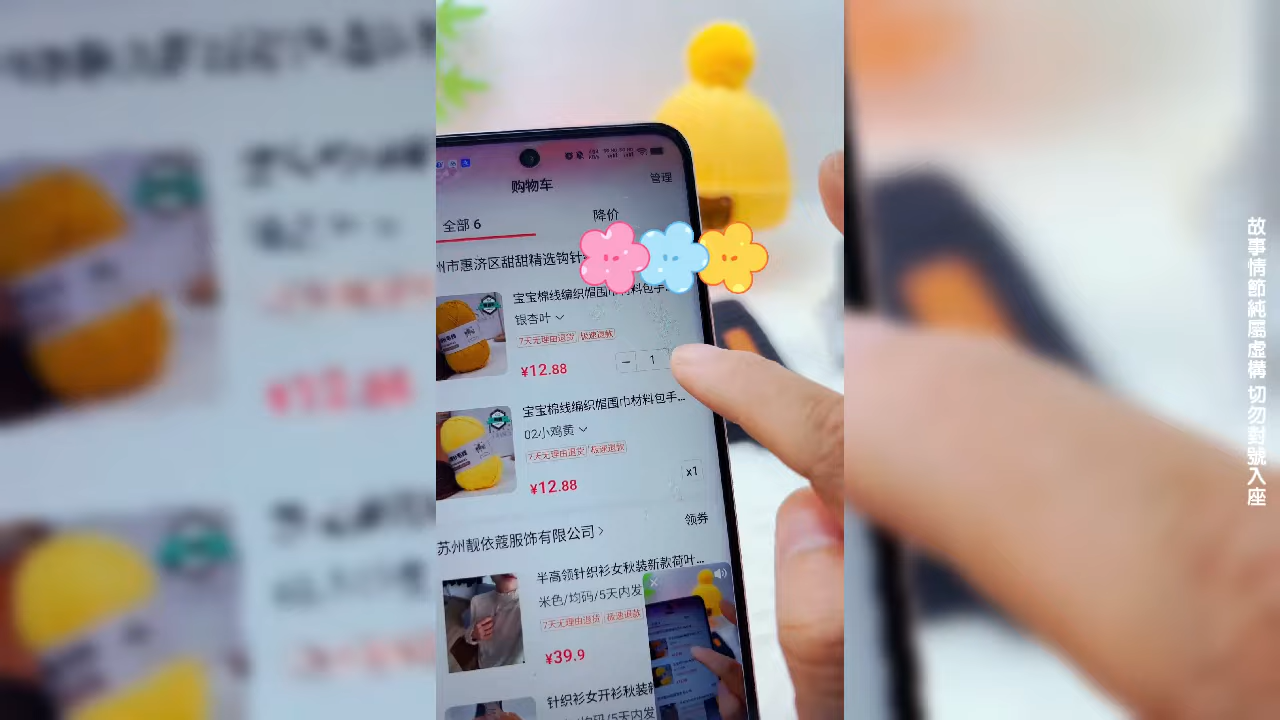 购物车
管理
全部 6
降价
州市惠济区甜甜精选
宝宝棉线编织帽围巾材料包手
银杏叶
7天无理由退货 极速退款
¥12.88
1
宝宝棉线编织帽围巾材料包手...
02小鸡黄
7天无理由退货 极速退款
x1
¥12.88
领券
苏州靓依蔻服饰有限公司
半高领针织衫女秋装新款荷叶...
米色/均码/5天内发
7天无理由退货 极速退款
¥39.9
针织衫女开衫秋装新
均码/5天内发
故事情節純屬虛構 切勿對號入座